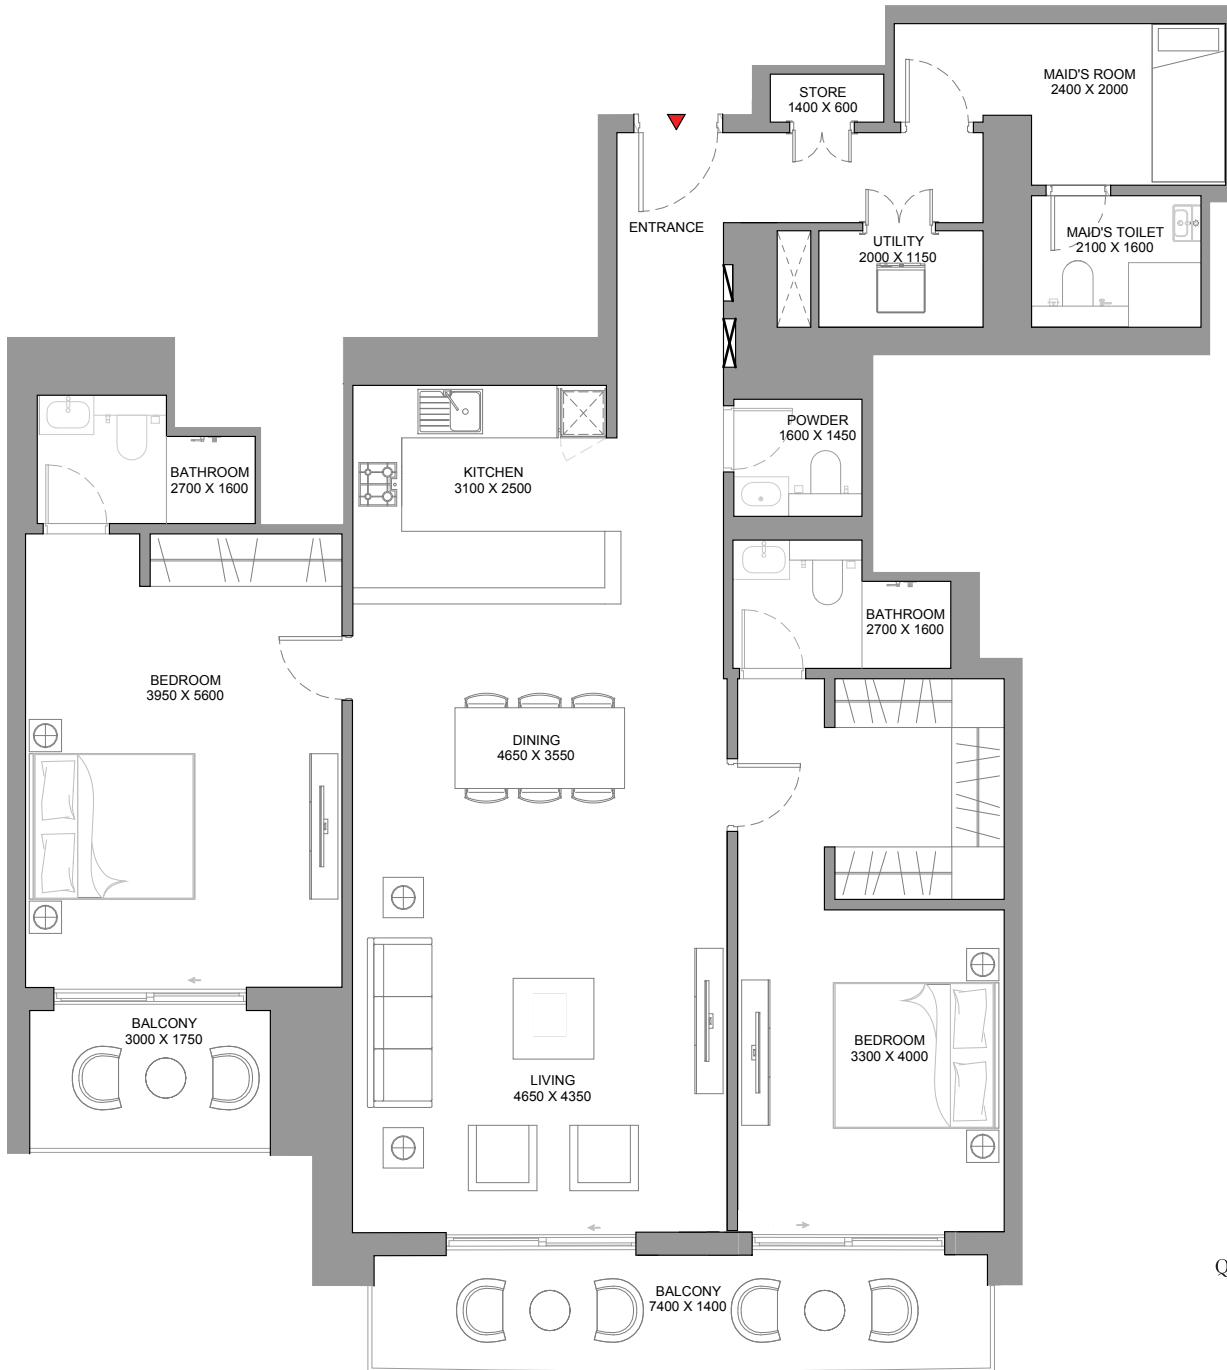 MAID'S ROOM
2400 X 2000
STORE
1400 X 600
ENTRANCE
MAID'S TOILET
2100 X 1600
UTILITY
2000 X 1150
POWDER
1600 X 1450
BATHROOM
2700 X 1600
KITCHEN
3100 X 2500
BATHROOM
2700 X 1600
BEDROOM
3950 X 5600
DINING
4650 X 3550
BALCONY
3000 X 1750
BEDROOM
3300 X 4000
LIVING
4650 X 4350
BALCONY
7400 X 1400
Q